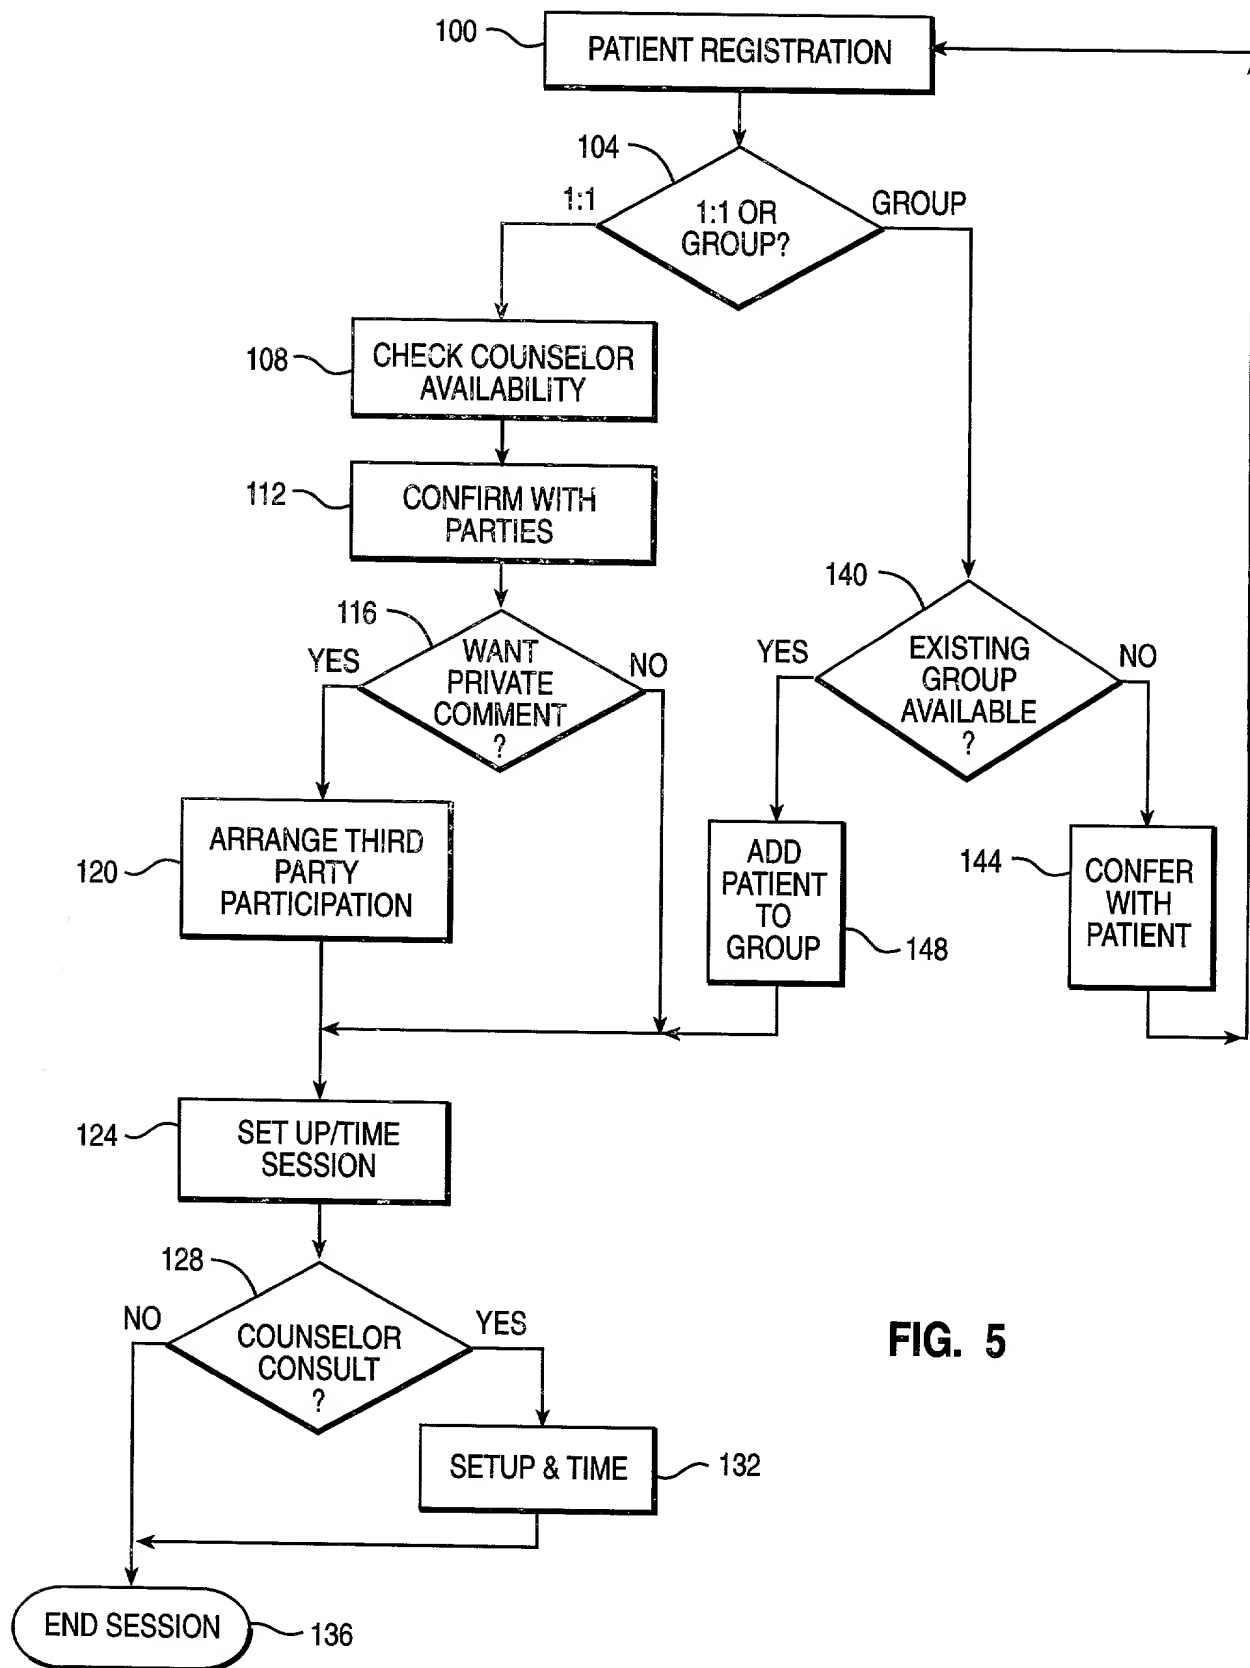 100
PATIENT REGISTRATION
104
1:1
1:1 OR
GROUP?
GROUP
108
CHECK COUNSELOR
AVAILABILITY
112
CONFIRM WITH
PARTIES
116
YES
WANT
PRIVATE
COMMENT
?
NO
140
YES
EXISTING
GROUP
AVAILABLE
?
NO
120
ARRANGE THIRD
PARTY
PARTICIPATION
ADD
PATIENT
TO
GROUP
148
144
CONFER
WITH
PATIENT
124
SET UP/TIME
SESSION
128
NO
COUNSELOR
CONSULT
?
YES
FIG. 5
SETUP & TIME
132
END SESSION
136